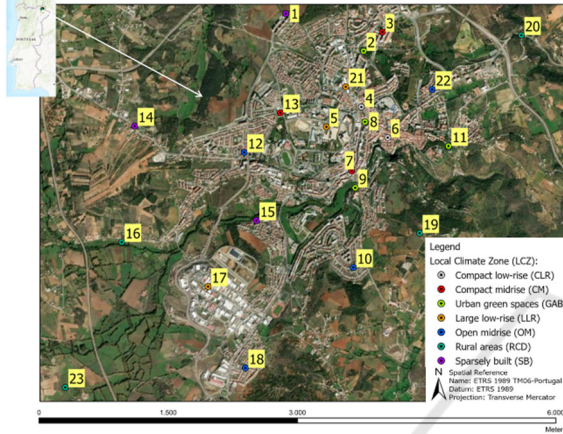 1
3
20
2
21
22
4
13
14
5
8
6
12
11
7
9
15
16
19
10
17
18
23
Legend
Local Climate Zone (LCZ):
Compact low-rise (CLR)
Compact midrise (CM)
Urban green spaces (GAB)
Large low-rise (LLR)
Open midrise (OM)
Rural areas (RCD)
Sparsely built (SB)
N Spatial Reference
Name: ETRS 1989 TM06-Portugal
Datum: ETRS 1989
Projection: Transverse Mercator
0 1.500 3.000 6.000
Meter